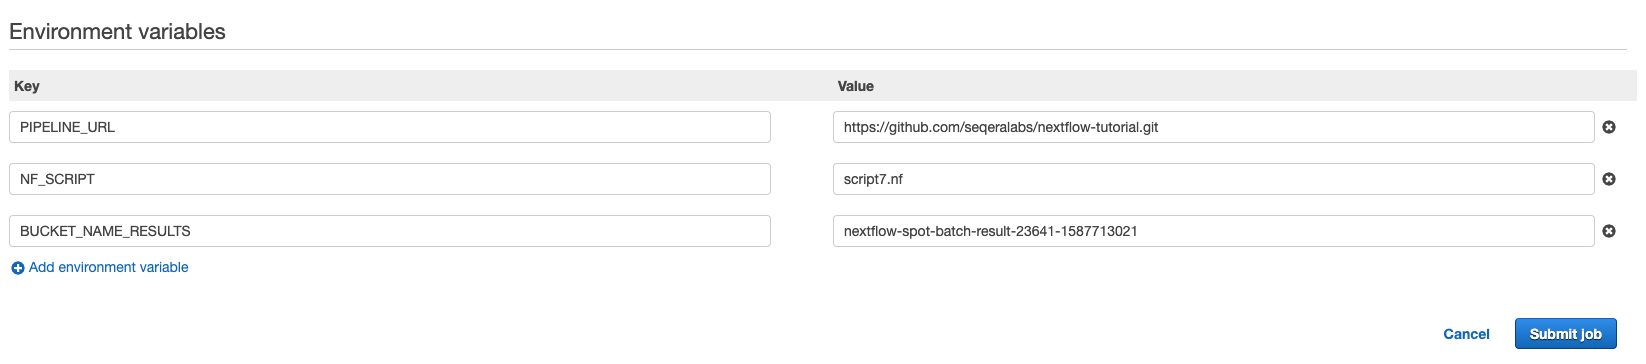 Environment variables
Key Value
PIPELINE_URL https://github.com/seqeralabs/nextflow-tutorial.git
NF_SCRIPT script7.nf
BUCKET_NAME_RESULTS nextflow-spot-batch-result-23641-1587713021
Add environment variable
Cancel Submit job